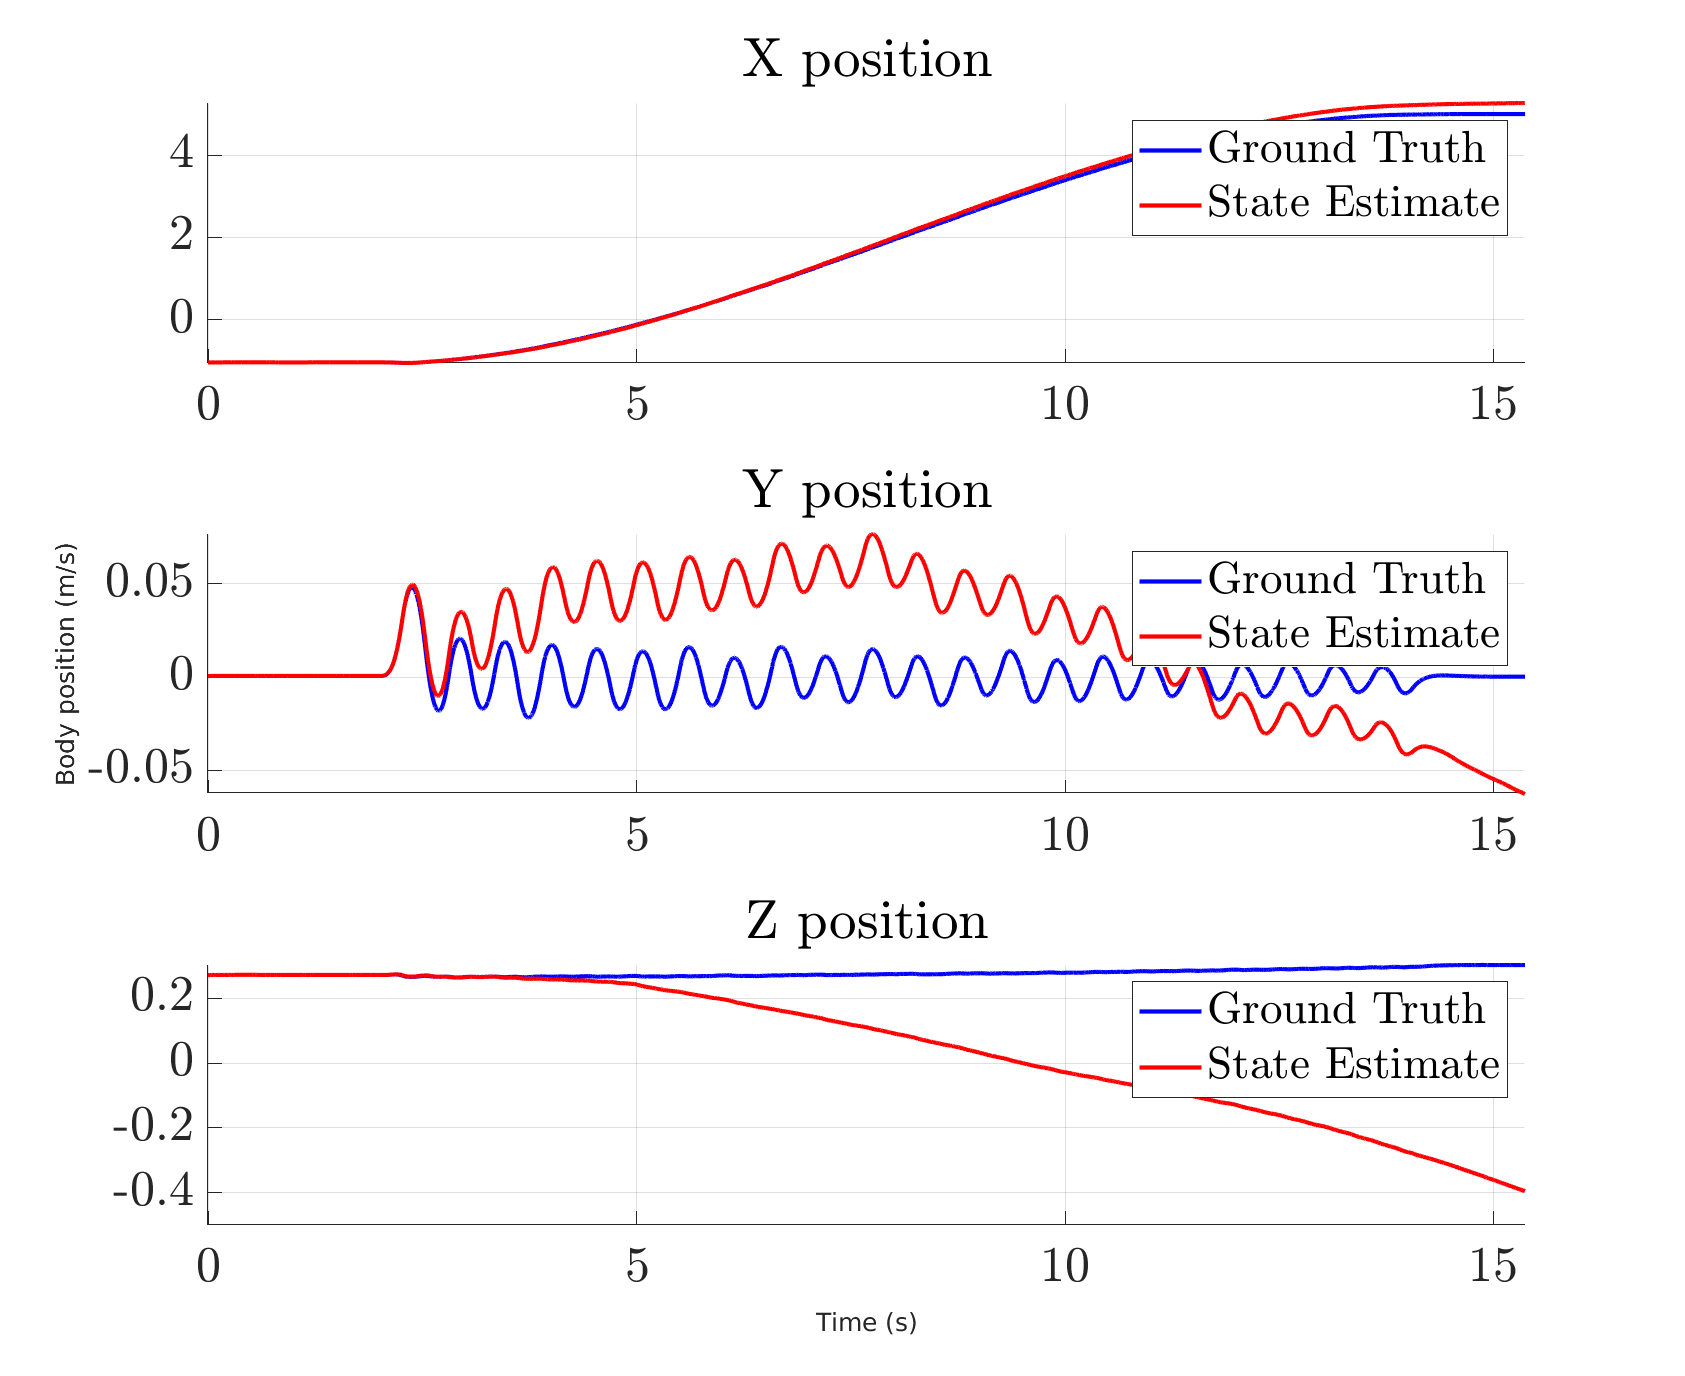 X position
4
2
0
0 5 10 15
Ground Truth
State Estimate
Y position
Body position (m/s)
0.05
0
-0.05
0 5 10 15
Ground Truth
State Estimate
Z position
0.2
0
-0.2
-0.4
0 5 10 15
Ground Truth
State Estimate
Time (s)